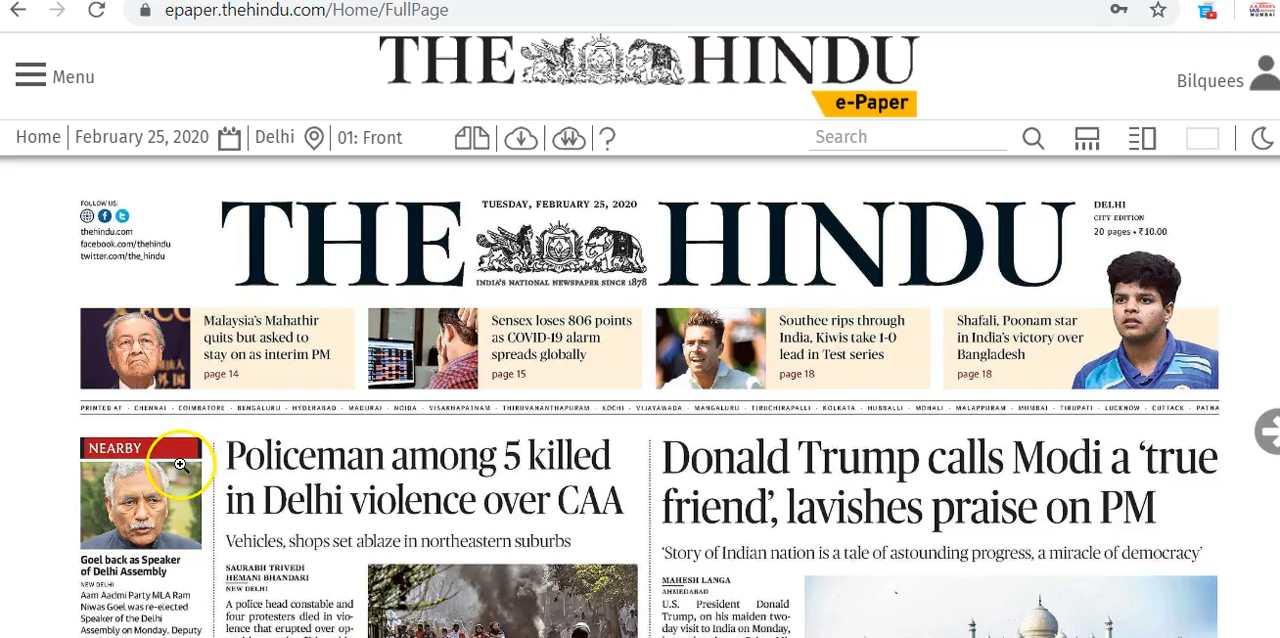 epaper.thehindu.com/Home/FullPage
Menu
THE HINDU
e-Paper
Bilquees
Home | February 25, 2020 | Delhi | 01: Front
Search
FOLLOW US:
thehindu.com
facebook.com/thehindu
twitter.com/the_hindu
THE HINDU
TUESDAY, FEBRUARY 25, 2020
INDIA'S NATIONAL NEWSPAPER SINCE 1878
DELHI
CITY EDITION
20 pages • ₹10.00
Malaysia's Mahathir
quits but asked to
stay on as interim PM
page 14
Sensex loses 806 points
as COVID-19 alarm
spreads globally
page 15
Southee rips through
India, Kiwis take 1-0
lead in Test series
page 18
Shafali, Poonam star
in India's victory over
Bangladesh
page 18
PRINTED AT · CHENNAI · COIMBATORE · BENGALURU · HYDERABAD · MADURAI · NOIDA · VISAKHAPATNAM · THIRUVANANTHAPURAM · KOCHI · VIJAYAWADA · MANGALURU · TIRUCHIRAPALLI · KOLKATA · HUBBALLI · MOHALI · MALAPPURAM · MUMBAI · TIRUPATI · LUCKNOW · CUTTACK · PATNA
NEARBY
Goel back as Speaker
of Delhi Assembly
NEW DELHI
Aam Aadmi Party MLA Ram
Niwas Goel was re-elected
Speaker of the Delhi
Assembly on Monday. Deputy
Policeman among 5 killed
in Delhi violence over CAA
Vehicles, shops set ablaze in northeastern suburbs
SAURABH TRIVEDI
HEMANI BHANDARI
NEW DELHI
A police head constable and
four protesters died in vio-
lence that erupted over op-
Donald Trump calls Modi a ‘true
friend’, lavishes praise on PM
‘Story of Indian nation is a tale of astounding progress, a miracle of democracy’
MAHESH LANGA
AHMEDABAD
U.S. President Donald
Trump, on his maiden two-
day visit to India on Monday,